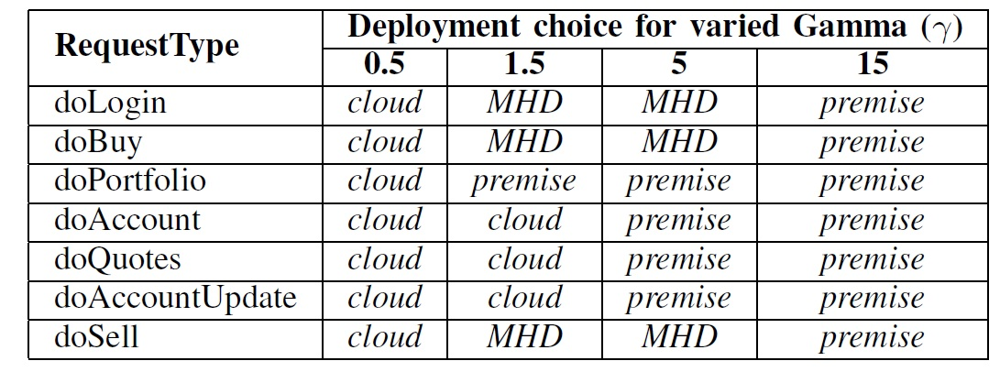 RequestType Deployment choice for varied Gamma (γ)
0.5 1.5 5 15
doLogin cloud MHD MHD premise
doBuy cloud MHD MHD premise
doPortfolio cloud premise premise premise
doAccount cloud cloud premise premise
doQuotes cloud cloud premise premise
doAccountUpdate cloud cloud premise premise
doSell cloud MHD MHD premise